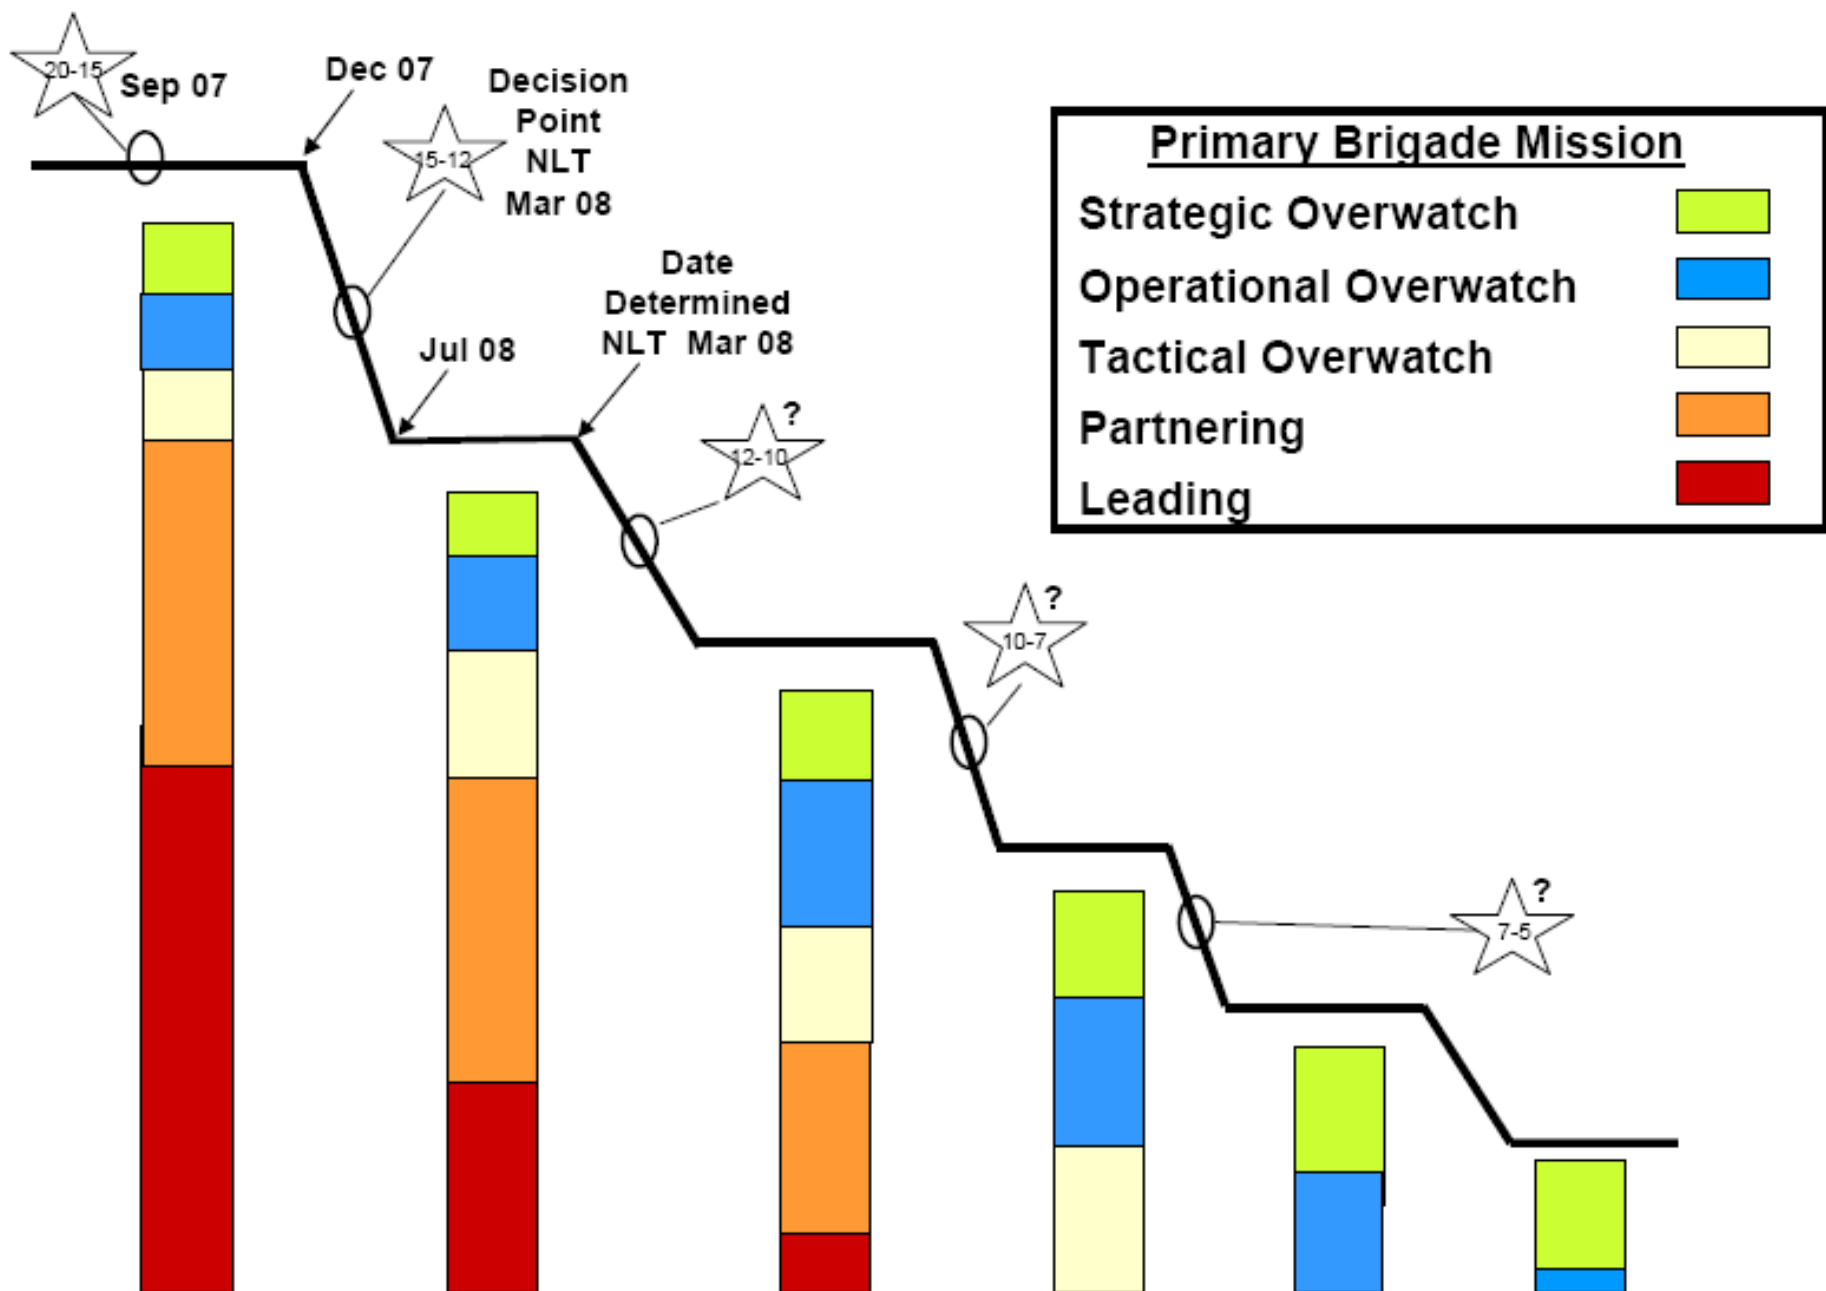 20-15
Sep 07
Dec 07
15-12
Decision
Point
NLT
Mar 08
Jul 08
Date
Determined
NLT Mar 08
?
12-10
?
10-7
?
7-5
Primary Brigade Mission
Strategic Overwatch
Operational Overwatch
Tactical Overwatch
Partnering
Leading